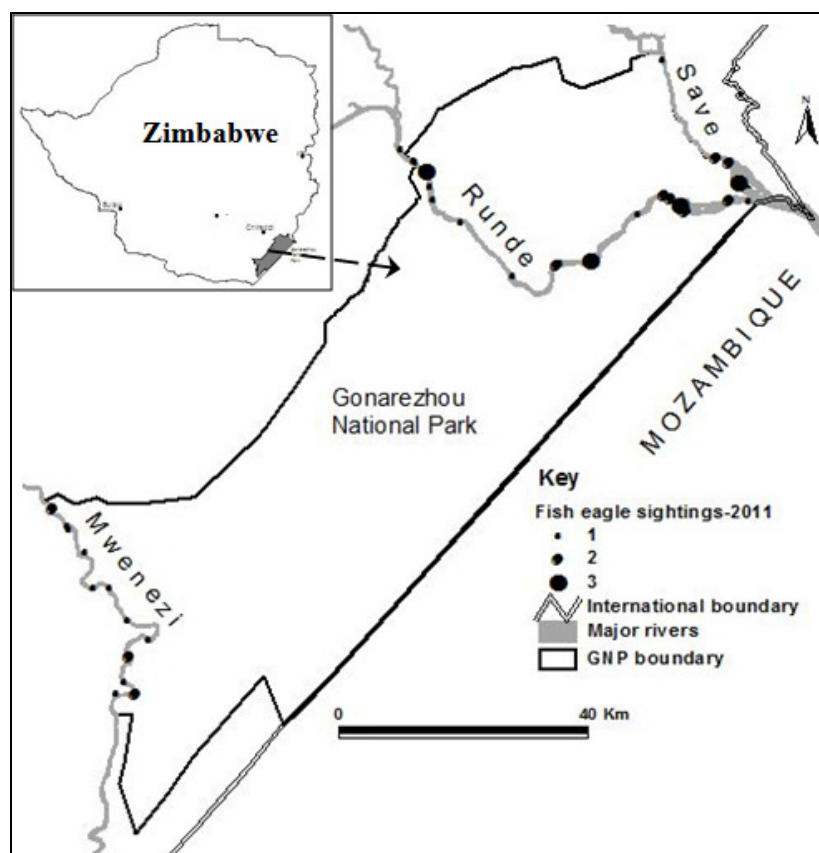 Zimbabwe
N
Save
Runde
MOZAMBIQUE
Gonarezhou
National Park
Mwenezi
Key
Fish eagle sightings-2011
1
2
3
International boundary
Major rivers
GNP boundary
0 40 Km